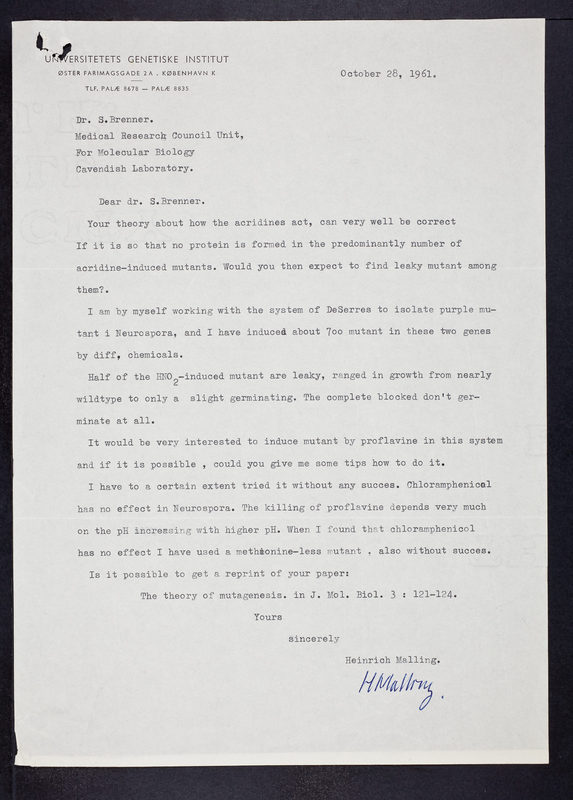 UNIVERSITETETS GENETISKE INSTITUT
ØSTER FARIMAGSGADE 2A . KØBENHAVN K
TLF. PALÆ 8678 — PALÆ 8835
October 28, 1961.
Dr. S.Brenner.
Medical Research Council Unit,
For Molecular Biology
Cavendish Laboratory.
Dear dr. S.Brenner.
Your theory about how the acridines act, can very well be correct
If it is so that no protein is formed in the predominantly number of
acridine-induced mutants. Would you then expect to find leaky mutant among
them?.
I am by myself working with the system of DeSerres to isolate purple mu-
tant i Neurospora, and I have induced about 7oo mutant in these two genes
by diff, chemicals.
Half of the HNO2-induced mutant are leaky, ranged in growth from nearly
wildtype to only a slight germinating. The complete blocked don't ger-
minate at all.
It would be very interested to induce mutant by proflavine in this system
and if it is possible , could you give me some tips how to do it.
I have to a certain extent tried it without any succes. Chloramphenicol
has no effect in Neurospora. The killing of proflavine depends very much
on the pH increasing with higher pH. When I found that chloramphenicol
has no effect I have used a methionine-less mutant . also without succes.
Is it possible to get a reprint of your paper:
The theory of mutagenesis. in J. Mol. Biol. 3 : 121-124.
Yours
sincerely
Heinrich Malling.
HMalling.